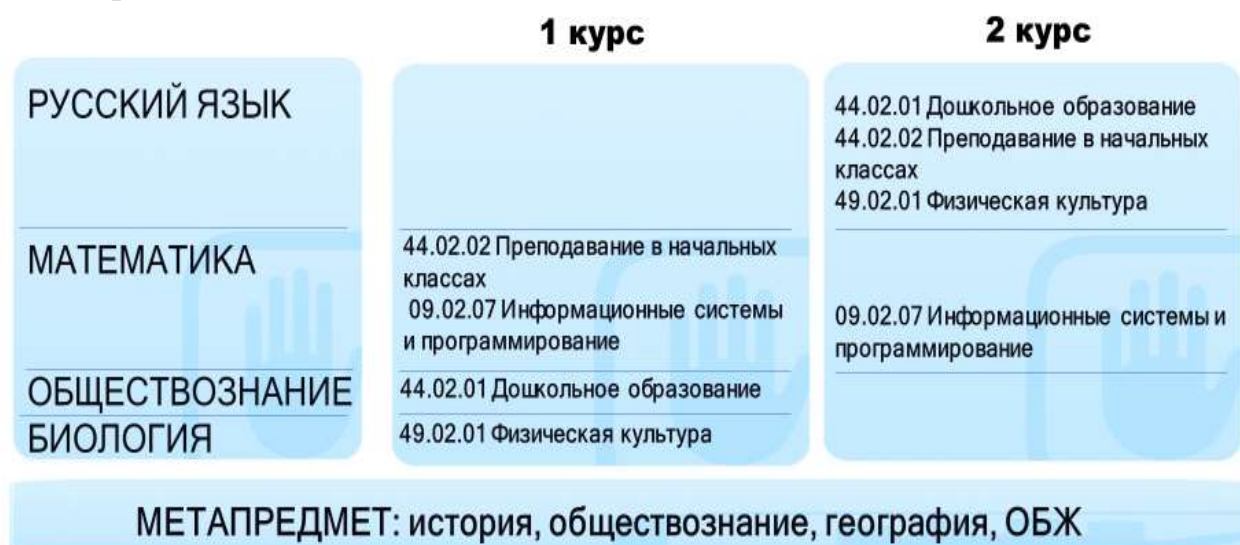 1 курс
2 курс
РУССКИЙ ЯЗЫК
44.02.01 Дошкольное образование
44.02.02 Преподавание в начальных
классах
49.02.01 Физическая культура
МАТЕМАТИКА
44.02.02 Преподавание в начальных
классах
09.02.07 Информационные системы
и программирование
09.02.07 Информационные системы и
программирование
ОБЩЕСТВОЗНАНИЕ
44.02.01 Дошкольное образование
БИОЛОГИЯ
49.02.01 Физическая культура
МЕТАПРЕДМЕТ: история, обществознание, география, ОБЖ